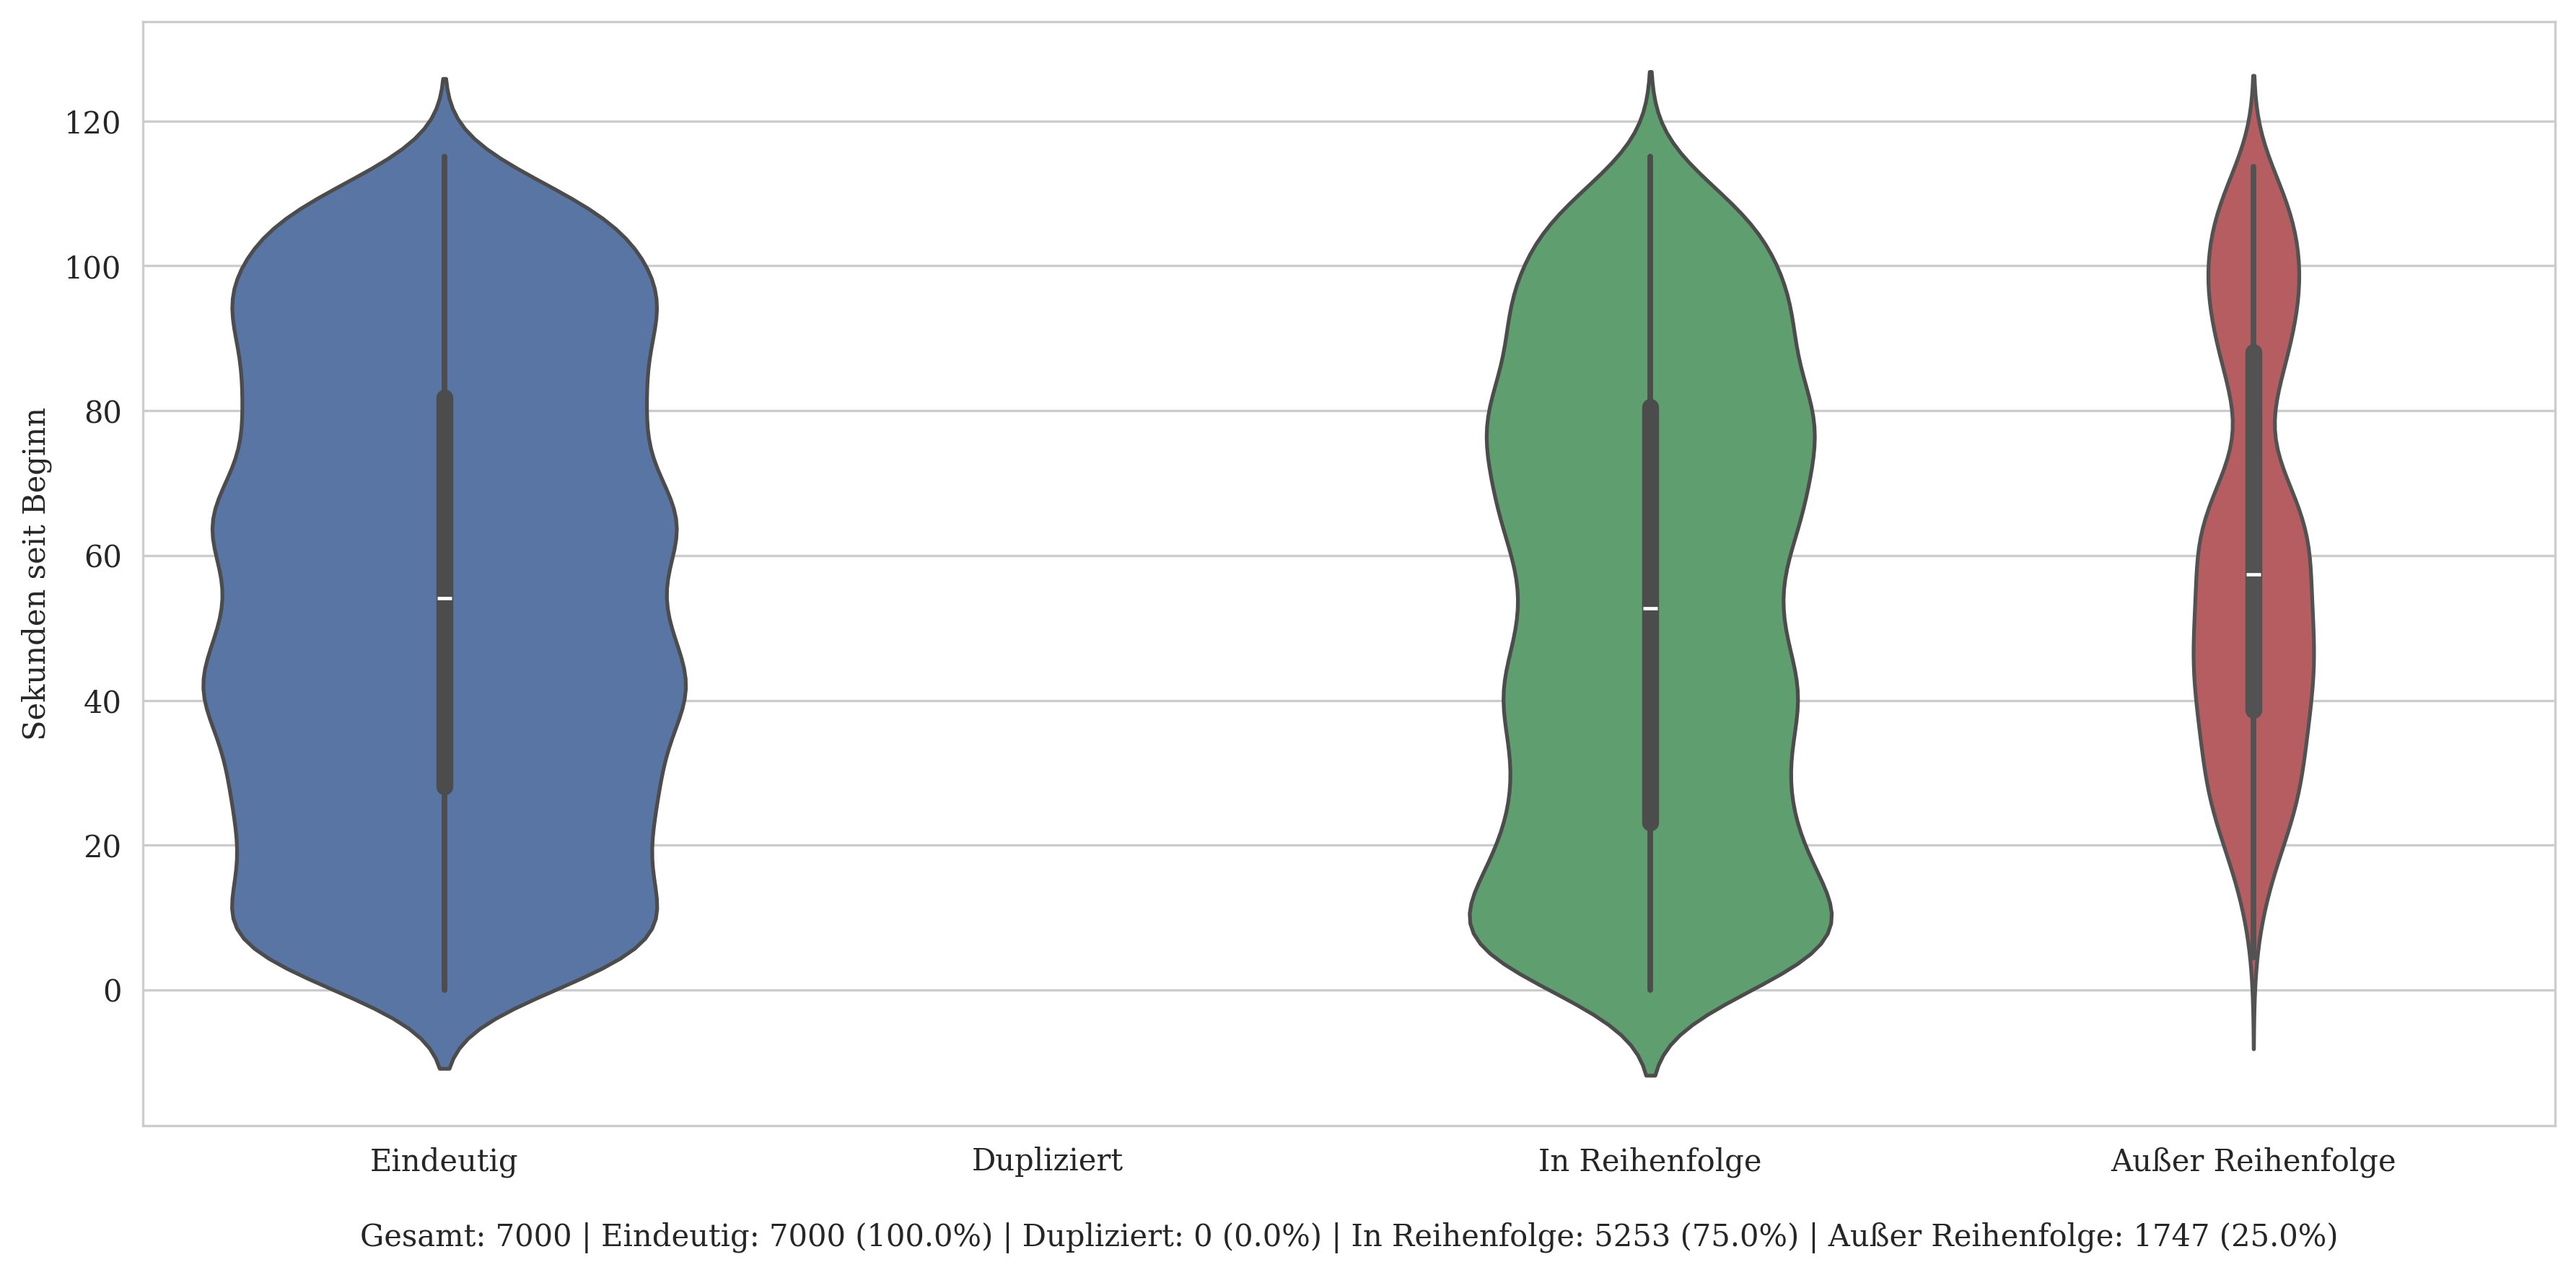 Sekunden seit Beginn
120
100
80
60
40
20
0
Eindeutig
Dupliziert
In Reihenfolge
Außer Reihenfolge
Gesamt: 7000 | Eindeutig: 7000 (100.0%) | Dupliziert: 0 (0.0%) | In Reihenfolge: 5253 (75.0%) | Außer Reihenfolge: 1747 (25.0%)